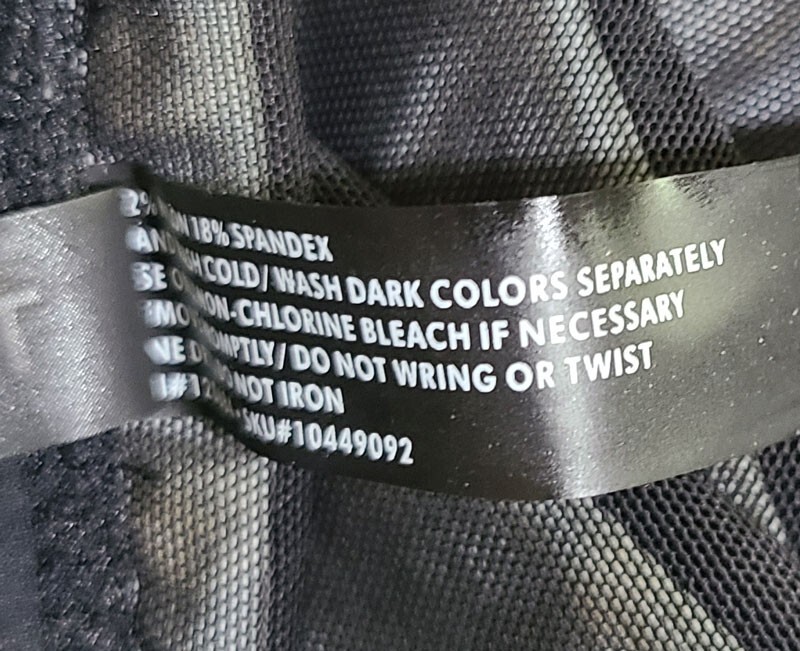 18% SPANDEX
COLD/WASH DARK COLORS SEPARATELY
NON-CHLORINE BLEACH IF NECESSARY
PROMPTLY/DO NOT WRING OR TWIST
NOT IRON
SKU#10449092